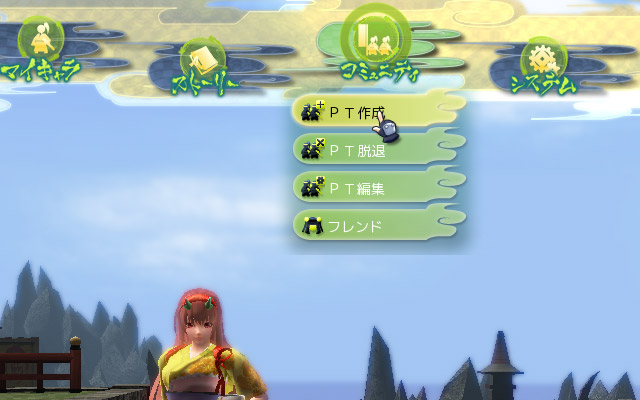 マイキャラ
ストーリー
コミュニティ
システム
ＰＴ作成
ＰＴ脱退
ＰＴ編集
フレンド